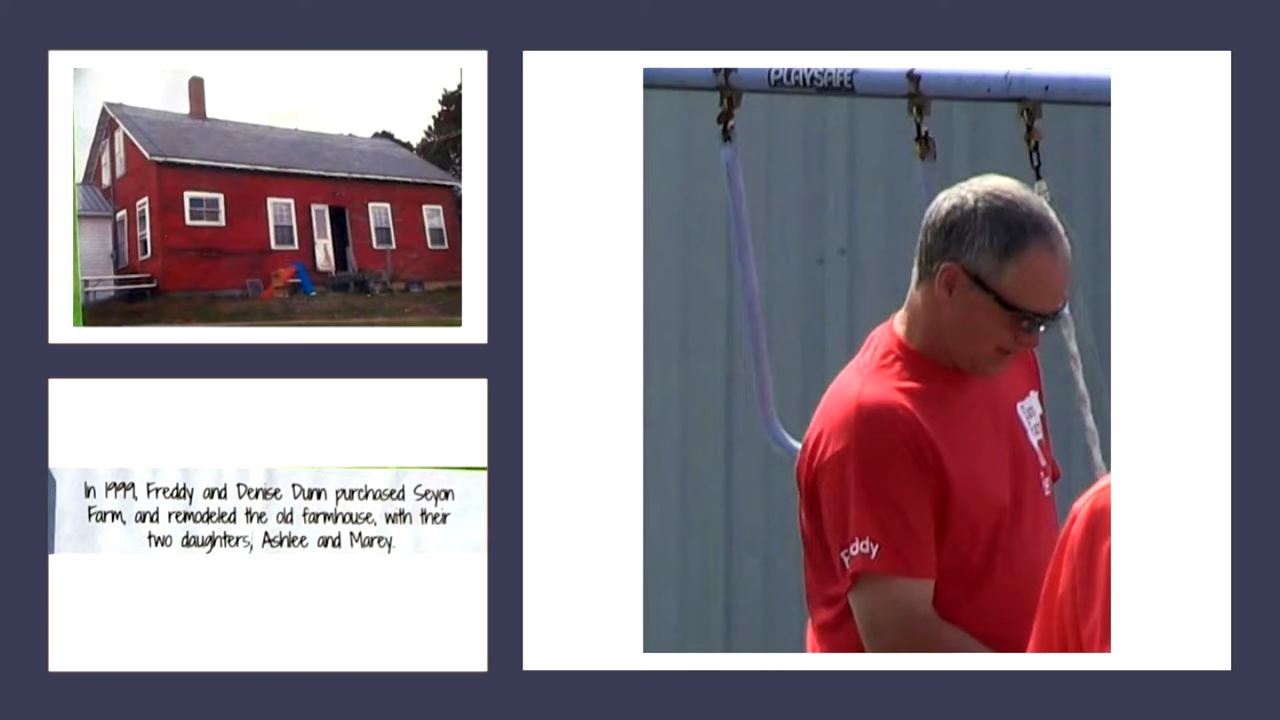 In 1999, Freddy and Denise Dunn purchased Seyon
Farm, and remodeled the old farmhouse, with their
two daughters, Ashlee and Marey.
PLAYSAFE